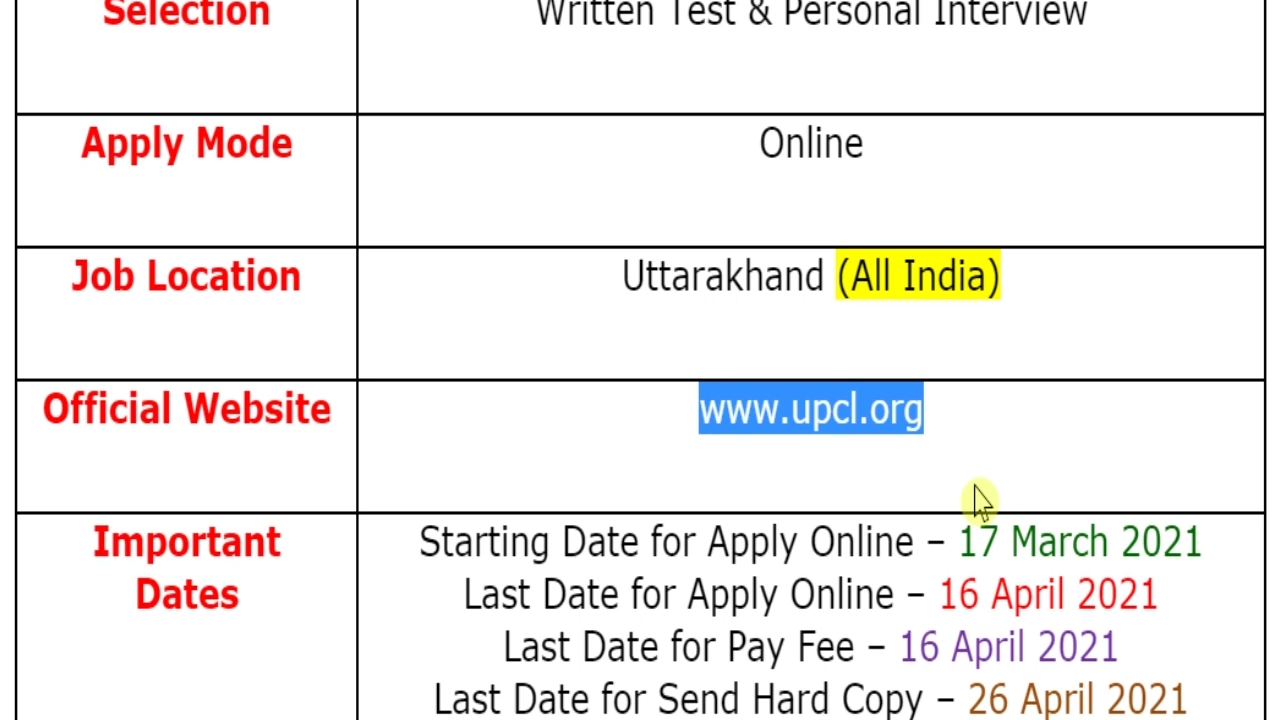 Selection
Written Test & Personal Interview
Apply Mode
Online
Job Location
Uttarakhand (All India)
Official Website
www.upcl.org
Important
Dates
Starting Date for Apply Online – 17 March 2021
Last Date for Apply Online – 16 April 2021
Last Date for Pay Fee – 16 April 2021
Last Date for Send Hard Copy – 26 April 2021